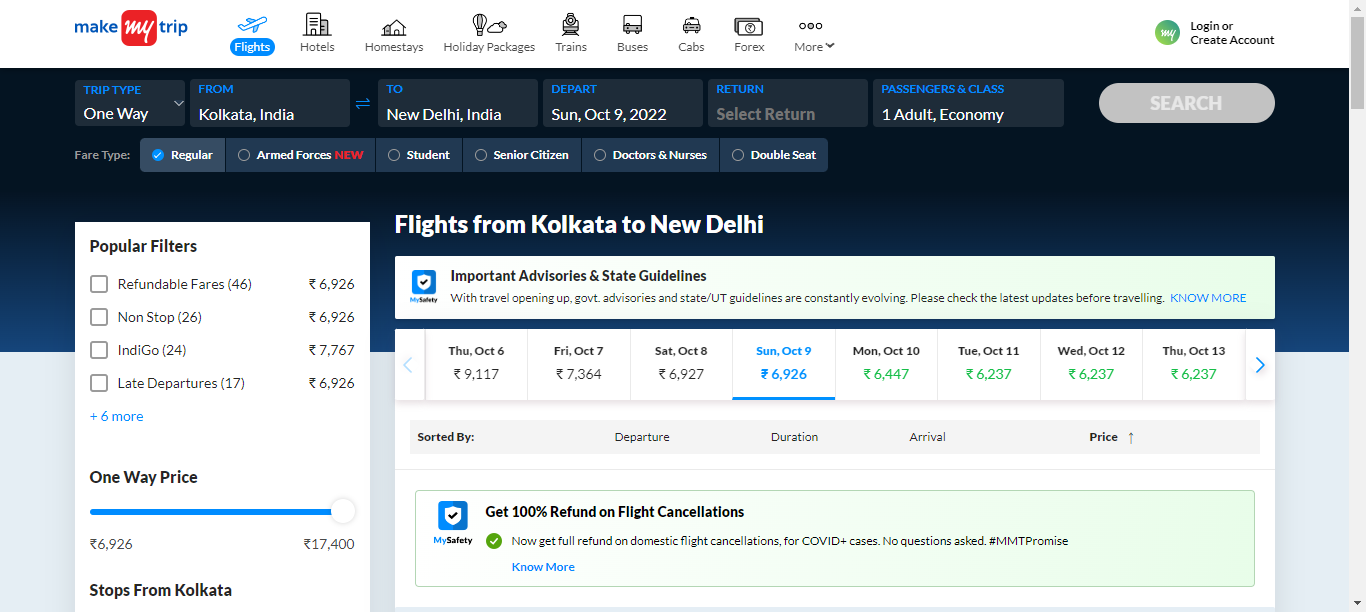 make my trip
Flights
Hotels
Homestays
Holiday Packages
Trains
Buses
Cabs
Forex
More
my
Login or
Create Account
TRIP TYPE
One Way
FROM
Kolkata, India
TO
New Delhi, India
DEPART
Sun, Oct 9, 2022
RETURN
Select Return
PASSENGERS & CLASS
1 Adult, Economy
SEARCH
Fare Type:
Regular
Armed Forces NEW
Student
Senior Citizen
Doctors & Nurses
Double Seat
Popular Filters
Refundable Fares (46) ₹ 6,926
Non Stop (26) ₹ 6,926
IndiGo (24) ₹ 7,767
Late Departures (17) ₹ 6,926
+ 6 more
One Way Price
₹6,926 ₹17,400
Stops From Kolkata
Flights from Kolkata to New Delhi
MySafety
Important Advisories & State Guidelines
With travel opening up, govt. advisories and state/UT guidelines are constantly evolving. Please check the latest updates before travelling. KNOW MORE
Thu, Oct 6
₹ 9,117
Fri, Oct 7
₹ 7,364
Sat, Oct 8
₹ 6,927
Sun, Oct 9
₹ 6,926
Mon, Oct 10
₹ 6,447
Tue, Oct 11
₹ 6,237
Wed, Oct 12
₹ 6,237
Thu, Oct 13
₹ 6,237
Sorted By: Departure Duration Arrival Price ↑
MySafety
Get 100% Refund on Flight Cancellations
Now get full refund on domestic flight cancellations, for COVID+ cases. No questions asked. #MMTPromise
Know More